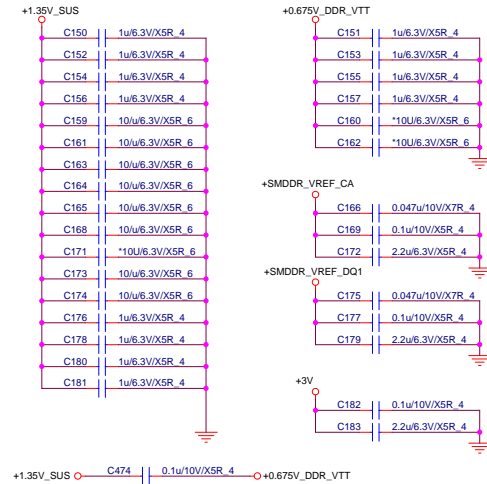 +1.35V_SUS
C150 1u/6.3V/X5R_4
C152 1u/6.3V/X5R_4
C154 1u/6.3V/X5R_4
C156 1u/6.3V/X5R_4
C159 10/u/6.3V/X5R_6
C161 10/u/6.3V/X5R_6
C163 10/u/6.3V/X5R_6
C164 10/u/6.3V/X5R_6
C165 10/u/6.3V/X5R_6
C168 10/u/6.3V/X5R_6
C171 *10U/6.3V/X5R_6
C173 10/u/6.3V/X5R_6
C174 10/u/6.3V/X5R_6
C176 1u/6.3V/X5R_4
C178 1u/6.3V/X5R_4
C180 1u/6.3V/X5R_4
C181 1u/6.3V/X5R_4
+0.675V_DDR_VTT
C151 1u/6.3V/X5R_4
C153 1u/6.3V/X5R_4
C155 1u/6.3V/X5R_4
C157 1u/6.3V/X5R_4
C160 *10U/6.3V/X5R_6
C162 *10U/6.3V/X5R_6
+SMDDR_VREF_CA
C166 0.047u/10V/X7R_4
C169 0.1u/10V/X5R_4
C172 2.2u/6.3V/X5R_4
+SMDDR_VREF_DQ1
C175 0.047u/10V/X7R_4
C177 0.1u/10V/X5R_4
C179 2.2u/6.3V/X5R_4
+3V
C182 0.1u/10V/X5R_4
C183 2.2u/6.3V/X5R_4
+1.35V_SUS C474 0.1u/10V/X5R_4 +0.675V_DDR_VTT